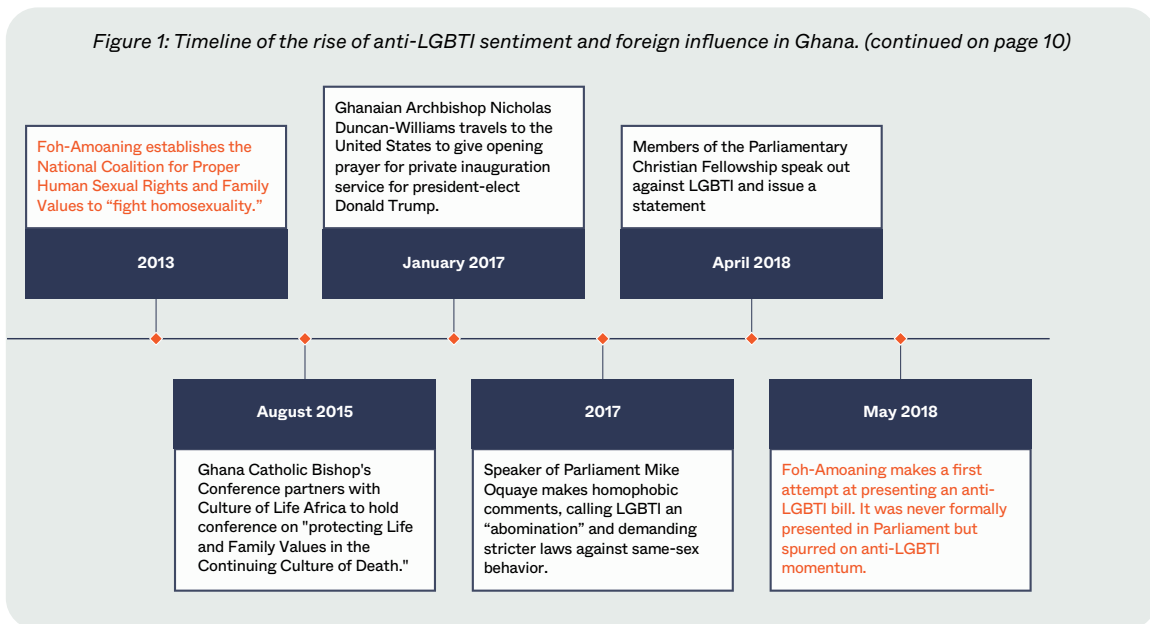 Figure 1: Timeline of the rise of anti-LGBTI sentiment and foreign influence in Ghana. (continued on page 10)
Foh-Amoaning establishes the
National Coalition for Proper
Human Sexual Rights and Family
Values to “fight homosexuality.”
2013
Ghanaian Archbishop Nicholas
Duncan-Williams travels to the
United States to give opening
prayer for private inauguration
service for president-elect
Donald Trump.
January 2017
Members of the Parliamentary
Christian Fellowship speak out
against LGBTI and issue a
statement
April 2018
August 2015
Ghana Catholic Bishop's
Conference partners with
Culture of Life Africa to hold
conference on "protecting Life
and Family Values in the
Continuing Culture of Death."
2017
Speaker of Parliament Mike
Oquaye makes homophobic
comments, calling LGBTI an
“abomination” and demanding
stricter laws against same-sex
behavior.
May 2018
Foh-Amoaning makes a first
attempt at presenting an anti-
LGBTI bill. It was never formally
presented in Parliament but
spurred on anti-LGBTI
momentum.